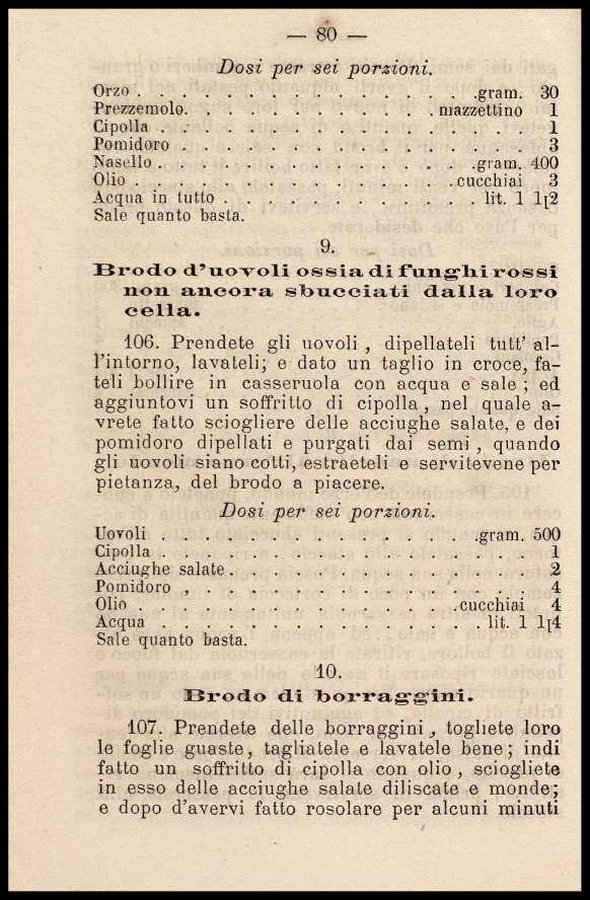 — 80 —
Dosi per sei porzioni.
Orzo . . . . . . . . . . . . . . . .gram. 30
Prezzemolo. . . . . . . . . . . . mazzettino 1
Cipolla . . . . . . . . . . . . . . . . . 1
Pomidoro . . . . . . . . . . . . . . . . 3
Nasello . . . . . . . . . . . . . . .gram. 400
Olio . . . . . . . . . . . . . . .cucchiai 3
Acqua in tutto . . . . . . . . . . . . lit. 1 1|2
Sale quanto basta.
9.
Brodo d'uovoli ossia di funghi rossi
non ancora sbucciati dalla loro
cella.
106. Prendete gli uovoli , dipellateli tutt' al-
l'intorno, lavateli; e dato un taglio in croce, fa-
teli bollire in casseruola con acqua e sale ; ed
aggiuntovi un soffritto di cipolla , nel quale a-
vrete fatto sciogliere delle acciughe salate, e dei
pomidoro dipellati e purgati dai semi , quando
gli uovoli siano cotti, estraeteli e servitevene per
pietanza, del brodo a piacere.
Dosi per sei porzioni.
Uovoli . . . . . . . . . . . . . . .gram. 500
Cipolla . . . . . . . . . . . . . . . . . 1
Acciughe salate. . . . . . . . . . . . . . 2
Pomidoro , . . . . . . . . . . . . . . . 4
Olio . . . . . . . . . . . . . . .cucchiai 4
Acqua . . . . . . . . . . . . . . . lit. 1 1|4
Sale quanto basta.
10.
Brodo di borraggini.
107. Prendete delle borraggini , togliete loro
le foglie guaste, tagliatele e lavatele bene ; indi
fatto un soffritto di cipolla con olio , sciogliete
in esso delle acciughe salate diliscate e monde;
e dopo d'avervi fatto rosolare per alcuni minuti